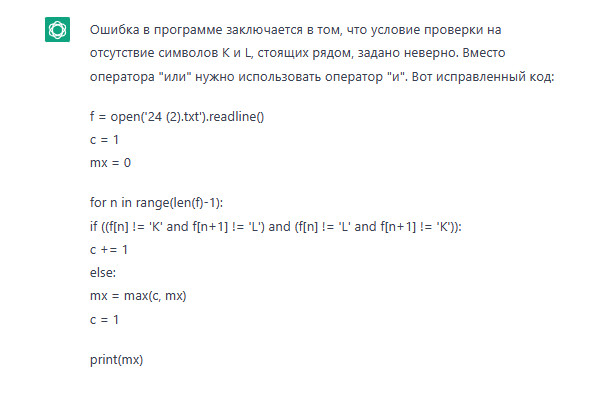 Ошибка в программе заключается в том, что условие проверки на
отсутствие символов K и L, стоящих рядом, задано неверно. Вместо
оператора "или" нужно использовать оператор "и". Вот исправленный код:
f = open('24 (2).txt').readline()
c = 1
mx = 0
for n in range(len(f)-1):
if ((f[n] != 'K' and f[n+1] != 'L') and (f[n] != 'L' and f[n+1] != 'K')):
c += 1
else:
mx = max(c, mx)
c = 1
print(mx)